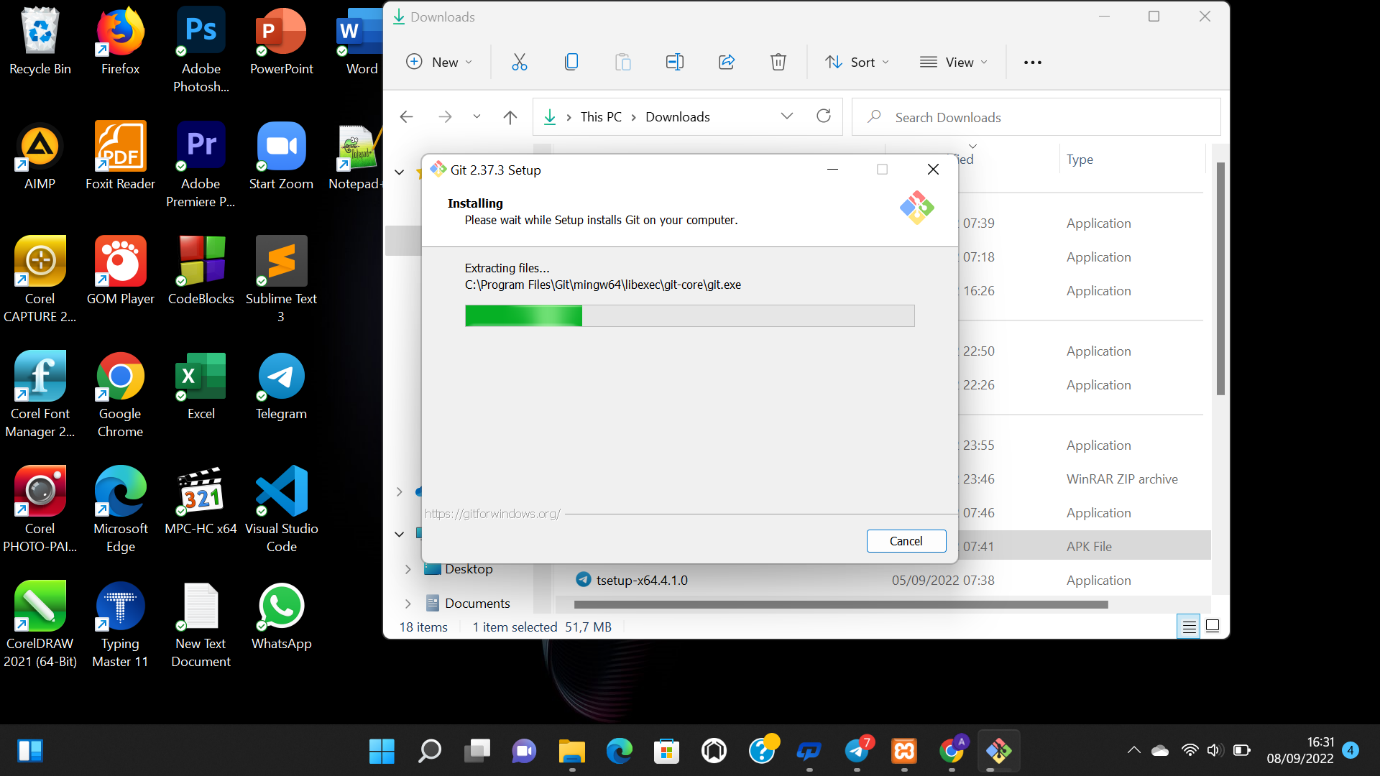 Recycle Bin
Firefox
Adobe
Photosh...
PowerPoint
Word
AIMP
Foxit Reader
Adobe
Premiere P...
Start Zoom
Notepad+
Corel
CAPTURE 2...
GOM Player
CodeBlocks
Sublime Text
3
Corel Font
Manager 2...
Google
Chrome
Excel
Telegram
Corel
PHOTO-PAI...
Microsoft
Edge
MPC-HC x64
Visual Studio
Code
CorelDRAW
2021 (64-Bit)
Typing
Master 11
New Text
Document
WhatsApp
Downloads
New
Sort
View
This PC
Downloads
Search Downloads
Type
Git 2.37.3 Setup
Installing
Please wait while Setup installs Git on your computer.
Extracting files...
C:\Program Files\Git\mingw64\libexec\git-core\git.exe
https://gitforwindows.org/
Cancel
07:39 Application
07:18 Application
16:26 Application
22:50 Application
22:26 Application
23:55 Application
23:46 WinRAR ZIP archive
07:46 Application
07:41 APK File
tsetup-x64.4.1.0 05/09/2022 07:38 Application
Desktop
Documents
18 items 1 item selected 51,7 MB
16:31
08/09/2022
4
7
A